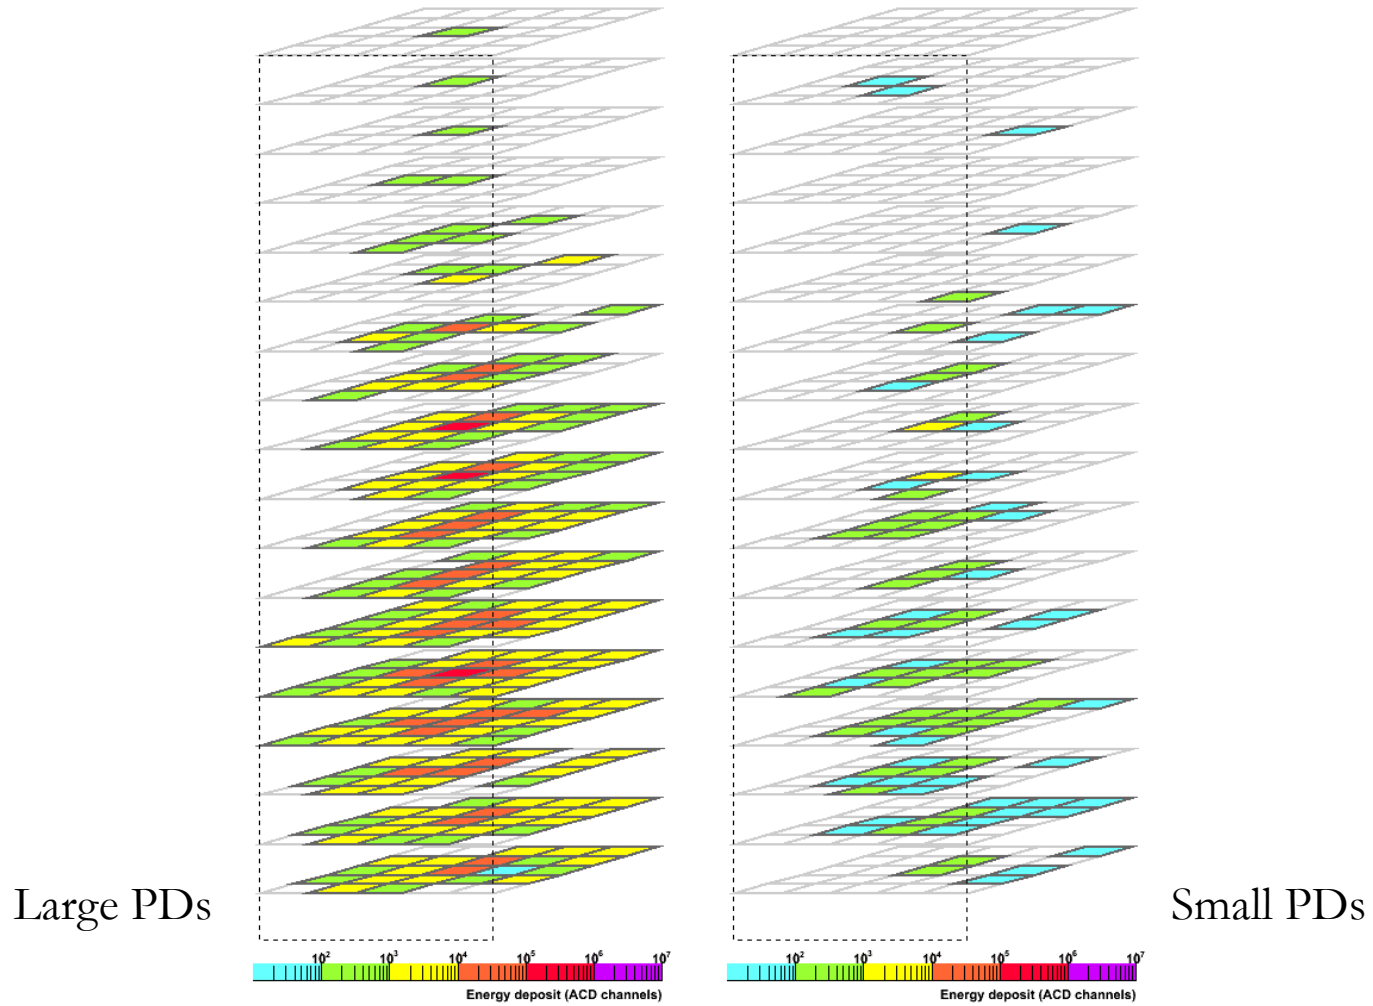 Large PDs
Small PDs
10² 10³ 10⁴ 10⁵ 10⁶ 10⁷
Energy deposit (ACD channels)
10² 10³ 10⁴ 10⁵ 10⁶ 10⁷
Energy deposit (ACD channels)